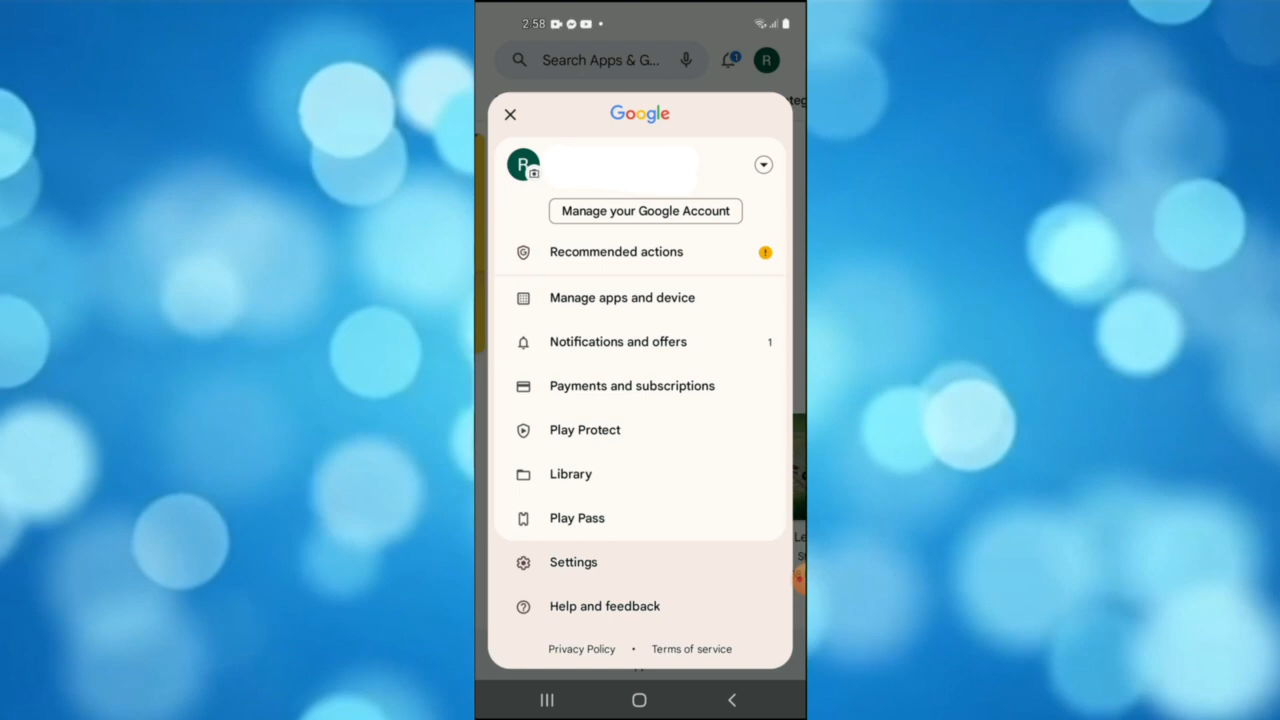 2:58
Search Apps & G...
1
R
Google
R
Manage your Google Account
Recommended actions
Manage apps and device
Notifications and offers 1
Payments and subscriptions
Play Protect
Library
Play Pass
Settings
Help and feedback
Privacy Policy • Terms of service